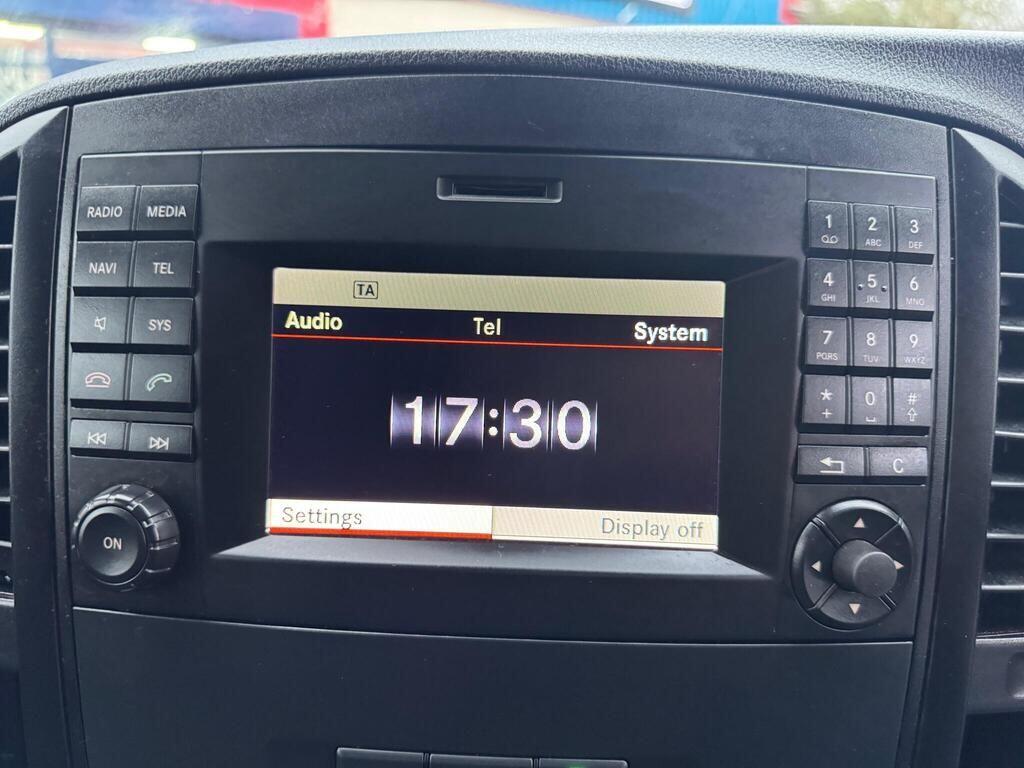 RADIO MEDIA
NAVI TEL
SYS
TA
Audio Tel System
17:30
Settings Display off
ON
1 2 ABC 3 DEF
4 GHI 5 JKL 6 MNO
7 PQRS 8 TUV 9 WXYZ
* + 0 #
C